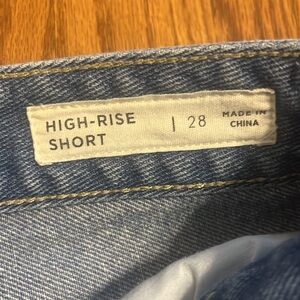 HIGH-RISE
SHORT
| 28
MADE IN
CHINA